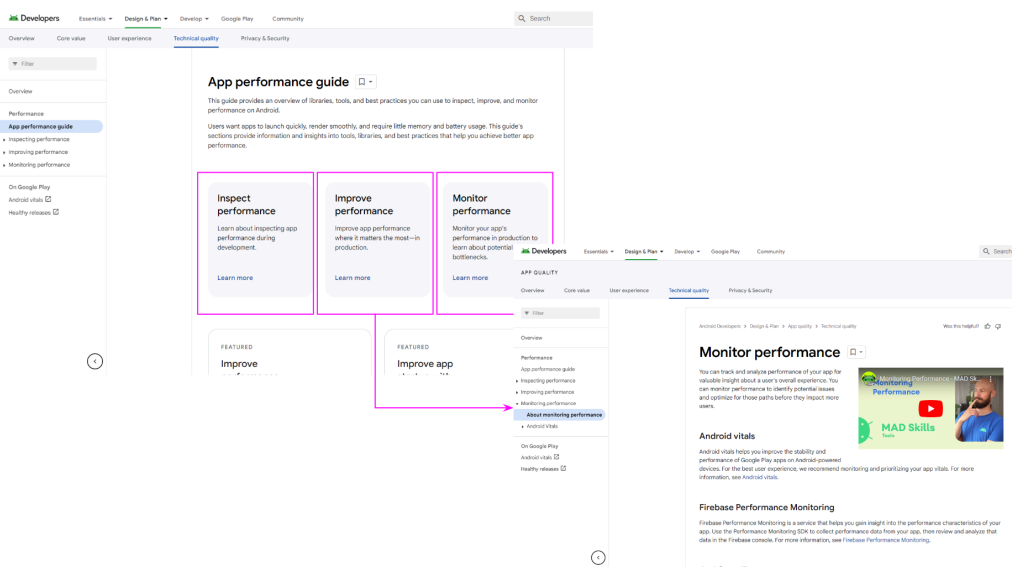 Developers Essentials Design & Plan Develop Google Play Community Search
Overview Core value User experience Technical quality Privacy & Security
Filter
Overview
Performance
App performance guide
Inspecting performance
Improving performance
Monitoring performance
On Google Play
Android vitals
Healthy releases
App performance guide
This guide provides an overview of libraries, tools, and best practices you can use to inspect, improve, and monitor
performance on Android.
Users want apps to launch quickly, render smoothly, and require little memory and battery usage. This guide's
sections provide information and insights into tools, libraries, and best practices that help you achieve better app
performance.
Inspect
performance
Learn about inspecting app
performance during
development.
Learn more
Improve
performance
Improve app performance
where it matters the most—in
production.
Learn more
Monitor
performance
Monitor your app's
performance in production to
learn about potential
bottlenecks.
Learn more
FEATURED
Improve
FEATURED
Improve app
Developers Essentials Design & Plan Develop Google Play Community Search
APP QUALITY
Overview Core value User experience Technical quality Privacy & Security
Filter
Overview
Performance
App performance guide
Inspecting performance
Improving performance
Monitoring performance
About monitoring performance
Android Vitals
On Google Play
Android vitals
Healthy releases
Android Developers Design & Plan App quality Technical quality
Was this helpful?
Monitor performance
You can track and analyze performance of your app for
valuable insight about a user's overall experience. You
can monitor performance to identify potential issues
and optimize for those paths before they impact more
users.
Monitoring Performance - MAD Sk...
Monitoring
Performance
MAD Skills
Tools
Android vitals
Android vitals helps you improve the stability and
performance of Google Play apps on Android-powered
devices. For the best user experience, we recommend monitoring and prioritizing your app vitals. For more
information, see Android vitals.
Firebase Performance Monitoring
Firebase Performance Monitoring is a service that helps you gain insight into the performance characteristics of your
app. Use the Performance Monitoring SDK to collect performance data from your app, then review and analyze that
data in the Firebase console. For more information, see Firebase Performance Monitoring.